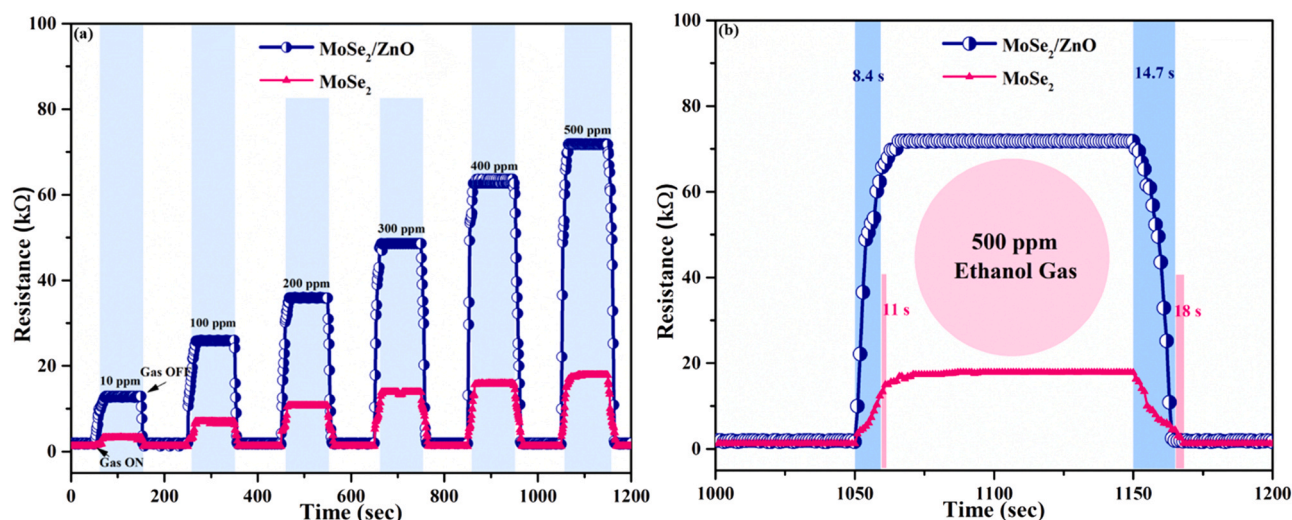 (a)
MoSe2/ZnO
MoSe2
10 ppm
100 ppm
200 ppm
300 ppm
400 ppm
500 ppm
Gas OFF
Gas ON
Resistance (kΩ)
100
80
60
40
20
0
0 200 400 600 800 1000 1200
Time (sec)
(b)
MoSe2/ZnO
MoSe2
8.4 s
14.7 s
11 s
18 s
500 ppm
Ethanol Gas
Resistance (kΩ)
100
80
60
40
20
0
1000 1050 1100 1150 1200
Time (sec)